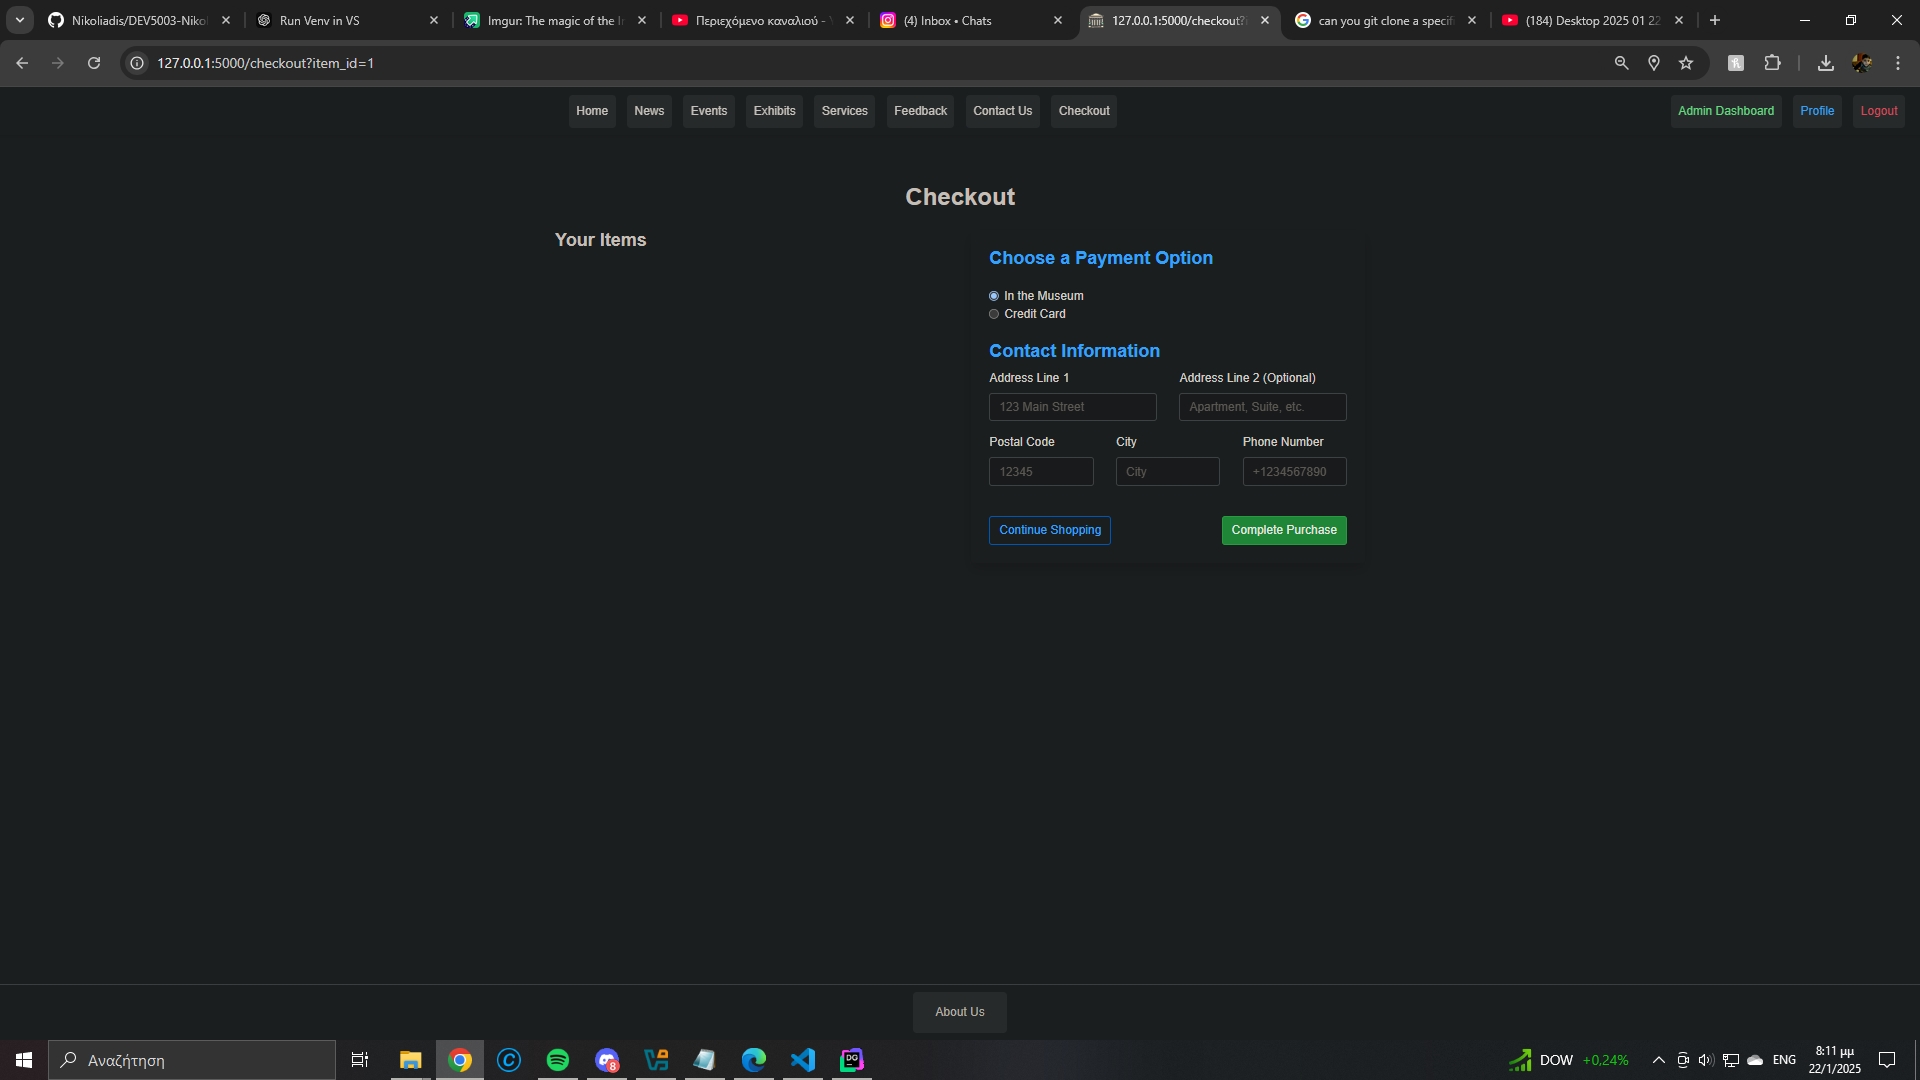 Nikoliadis/DEV5003-Niko
Run Venv in VS
Imgur: The magic of the I
Περιεχόμενο καναλιού -
(4) Inbox • Chats
127.0.0.1:5000/checkout?i
can you git clone a specif
(184) Desktop 2025 01 22
127.0.0.1:5000/checkout?item_id=1
Home News Events Exhibits Services Feedback Contact Us Checkout
Admin Dashboard Profile Logout
Checkout
Your Items
Choose a Payment Option
In the Museum
Credit Card
Contact Information
Address Line 1 Address Line 2 (Optional)
123 Main Street Apartment, Suite, etc.
Postal Code City Phone Number
12345 City +1234567890
Continue Shopping Complete Purchase
About Us
Αναζήτηση
8
DG
DOW +0,24%
ENG
8:11 μμ
22/1/2025